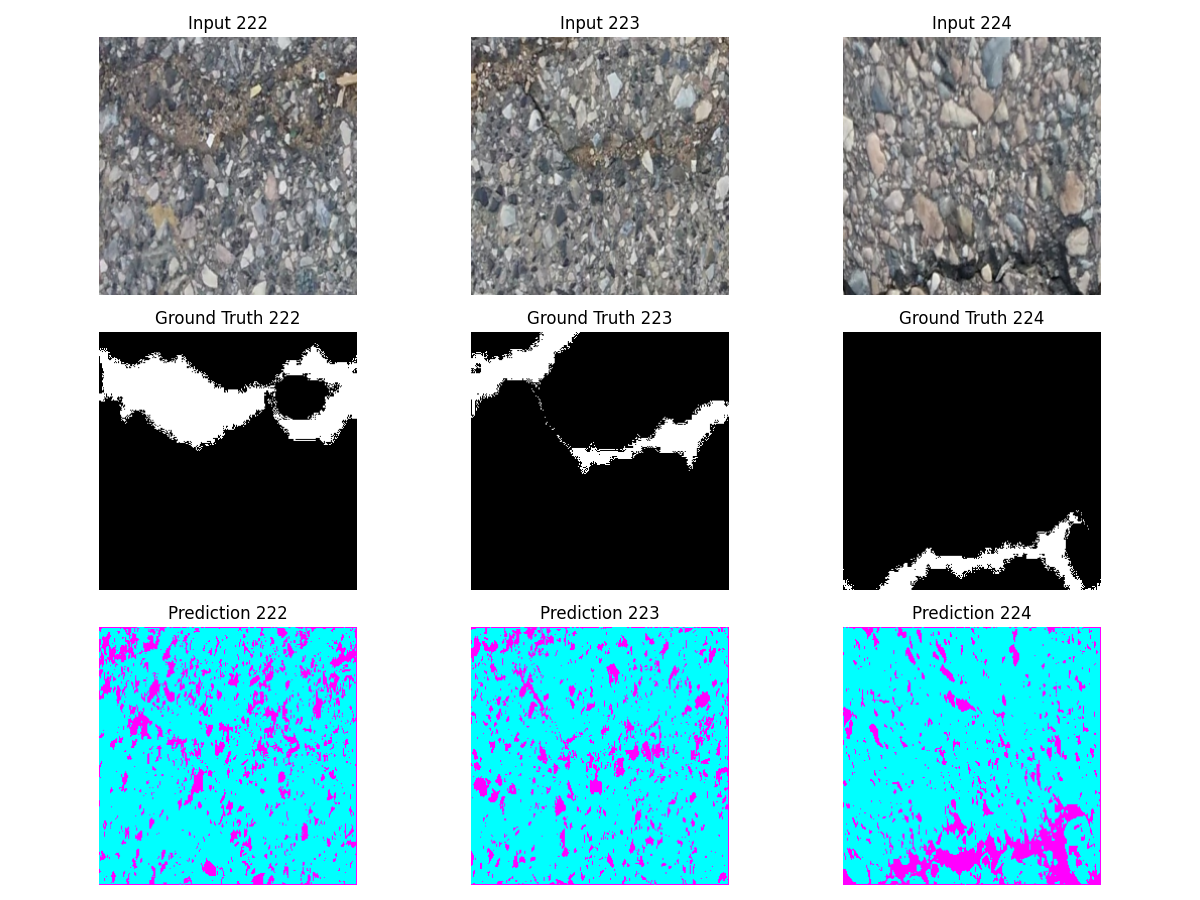 Input 222
Input 223
Input 224
Ground Truth 222
Ground Truth 223
Ground Truth 224
Prediction 222
Prediction 223
Prediction 224